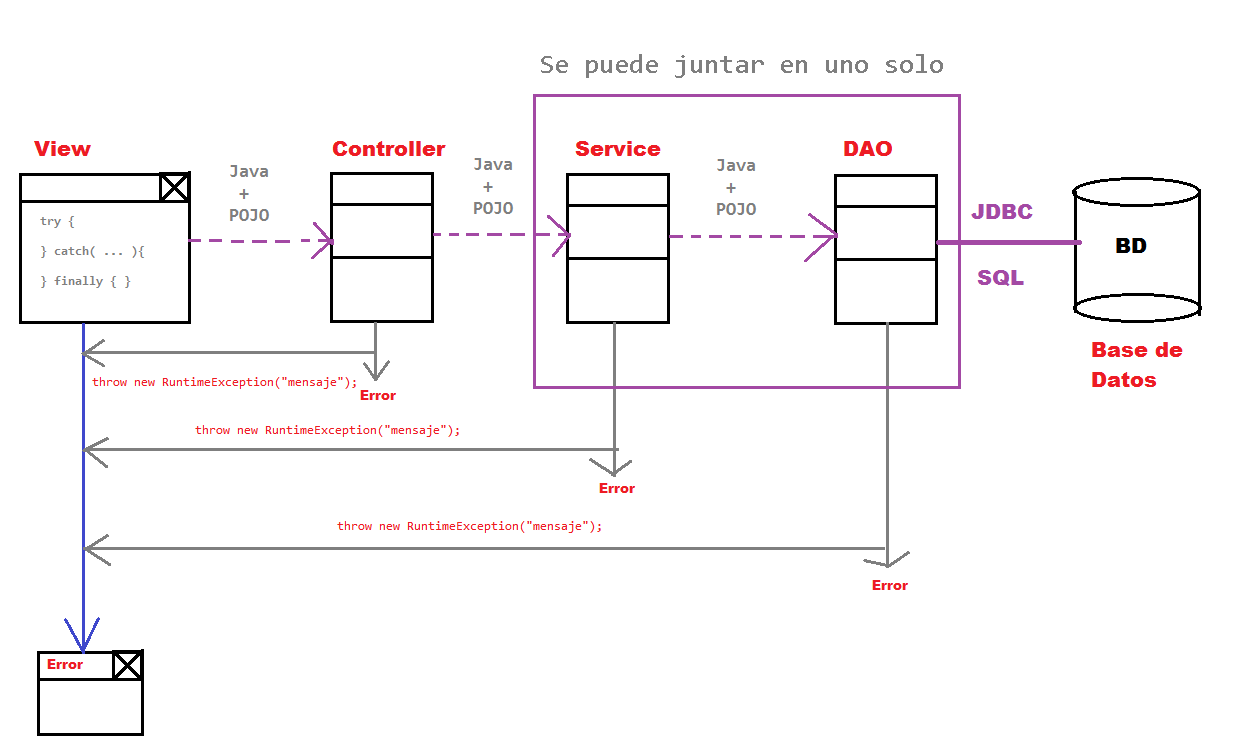 Se puede juntar en uno solo
View
Controller
Service
DAO
Java
+
POJO
Java
+
POJO
Java
+
POJO
JDBC
SQL
BD
Base de
Datos
try {
} catch( ... ){
} finally { }
throw new RuntimeException("mensaje");
Error
throw new RuntimeException("mensaje");
Error
throw new RuntimeException("mensaje");
Error
Error